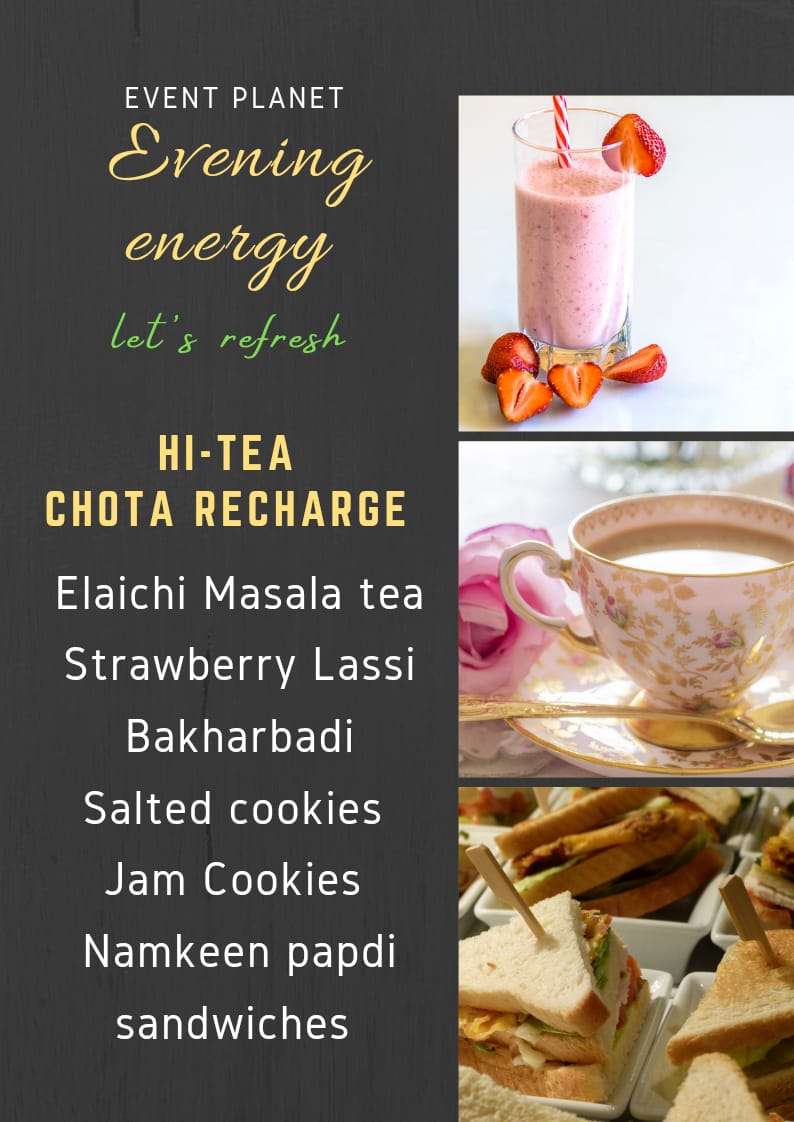 EVENT PLANET
Evening
energy
let's refresh
HI-TEA
CHOTA RECHARGE
Elaichi Masala tea
Strawberry Lassi
Bakharbadi
Salted cookies
Jam Cookies
Namkeen papdi
sandwiches